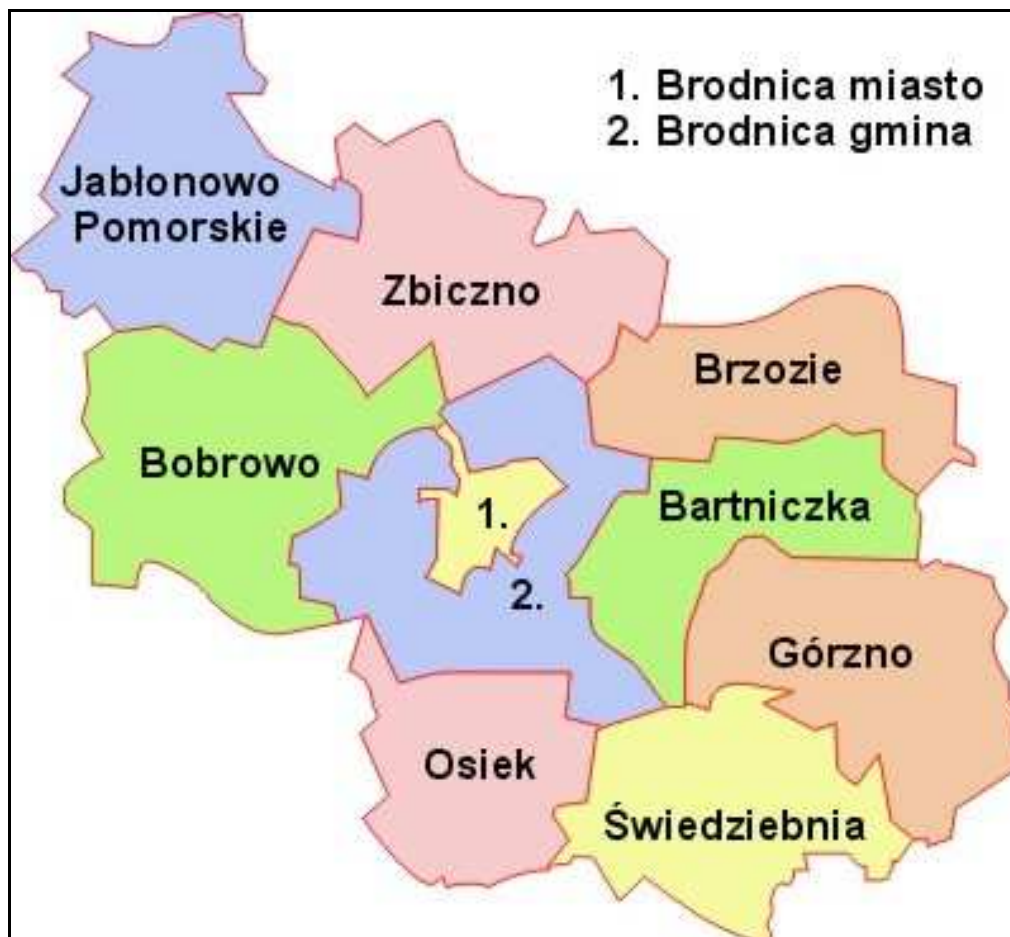 1. Brodnica miasto
2. Brodnica gmina
Jabłonowo
Pomorskie
Zbiczno
Brzozie
Bobrowo
1.
Bartniczka
2.
Górzno
Osiek
Świedziebnia